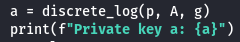 a = discrete_log(p, A, g)
print(f"Private key a: {a}")